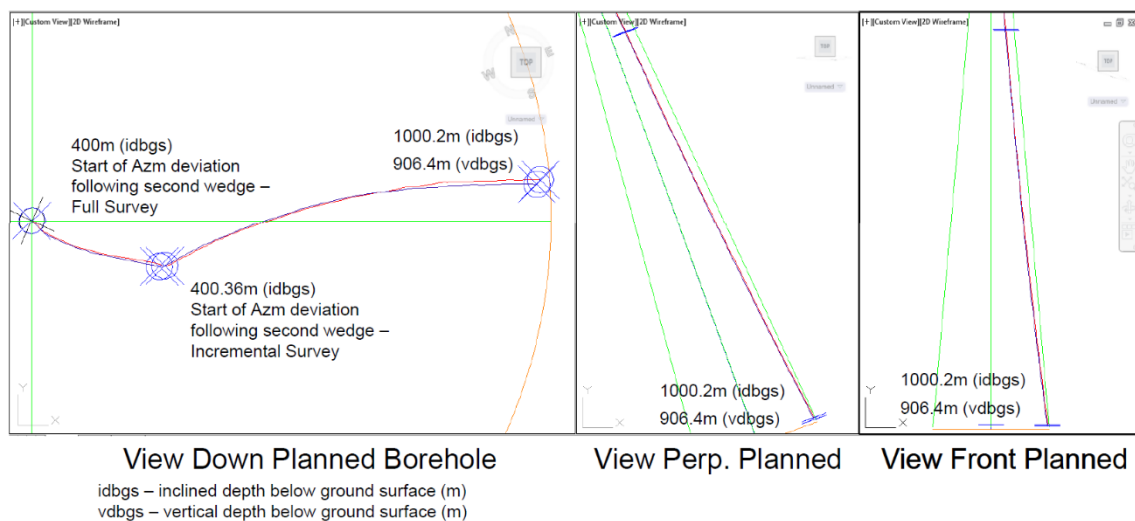 [+][Custom View][2D Wireframe]
TOP
Unnamed
400m (idbgs)
Start of Azm deviation
following second wedge –
Full Survey
1000.2m (idbgs)
906.4m (vdbgs)
400.36m (idbgs)
Start of Azm deviation
following second wedge –
Incremental Survey
Y
X
[+][Custom View][2D Wireframe]
TOP
Unnamed
1000.2m (idbgs)
906.4m (vdbgs)
Y
X
[+][Custom View][2D Wireframe]
TOP
Unnamed
1000.2m (idbgs)
906.4m (vdbgs)
Y
X
View Down Planned Borehole
View Perp. Planned
View Front Planned
idbgs – inclined depth below ground surface (m)
vdbgs – vertical depth below ground surface (m)